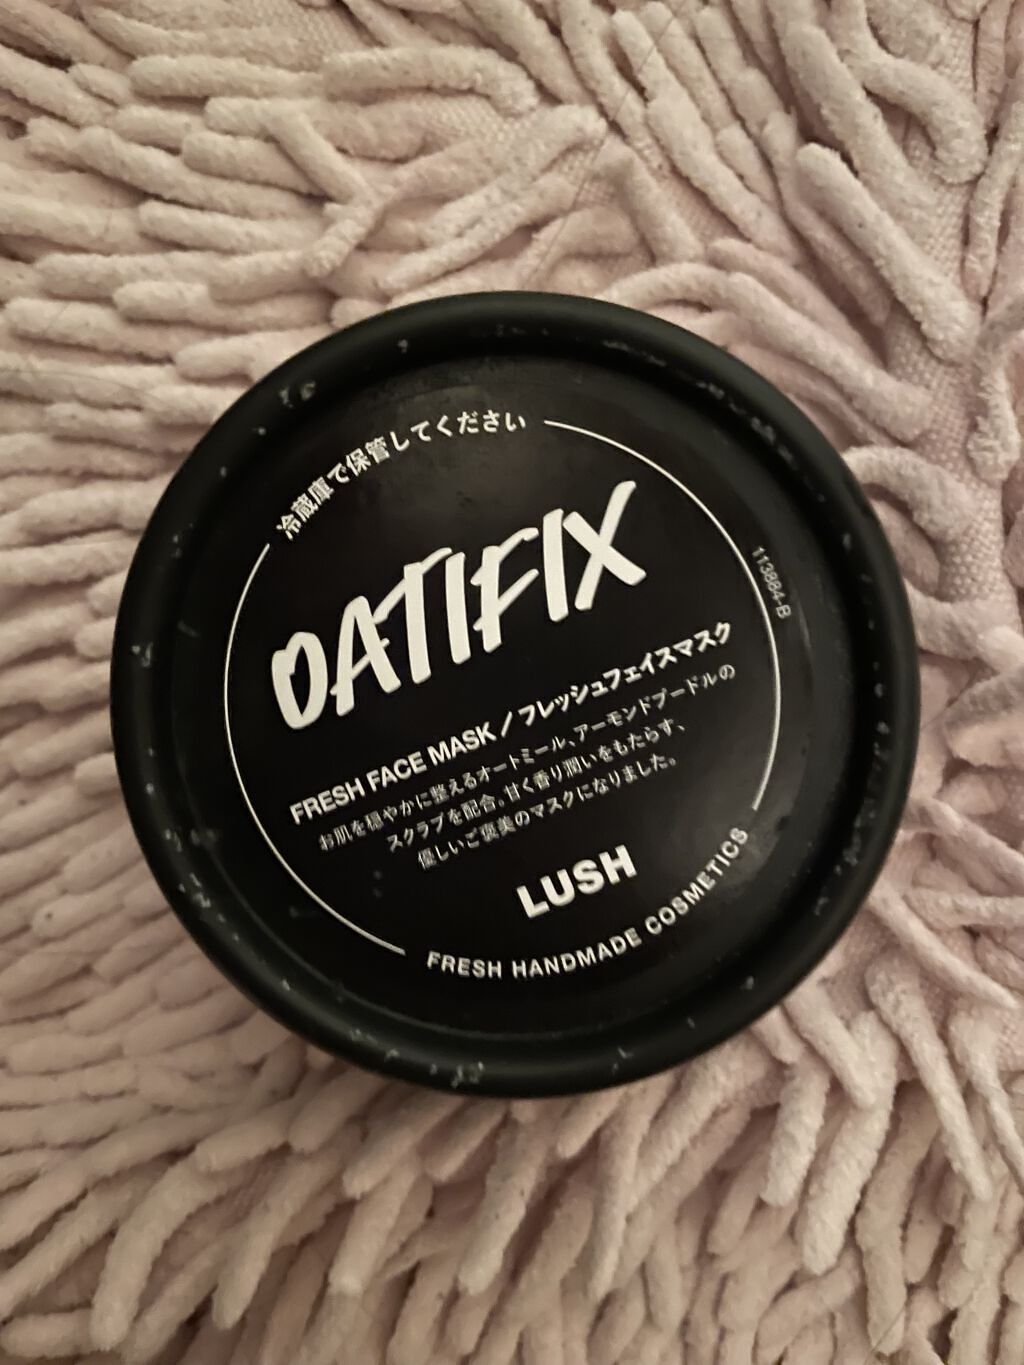 冷蔵庫で保管してください
OATIFIX
113884-B
FRESH FACE MASK / フレッシュフェイスマスク
お肌を穏やかに整えるオートミール、アーモンドプードルの
スクラブを配合。甘く香り潤いをもたらす、
優しいご褒美のマスクになりました。
LUSH
FRESH HANDMADE COSMETICS